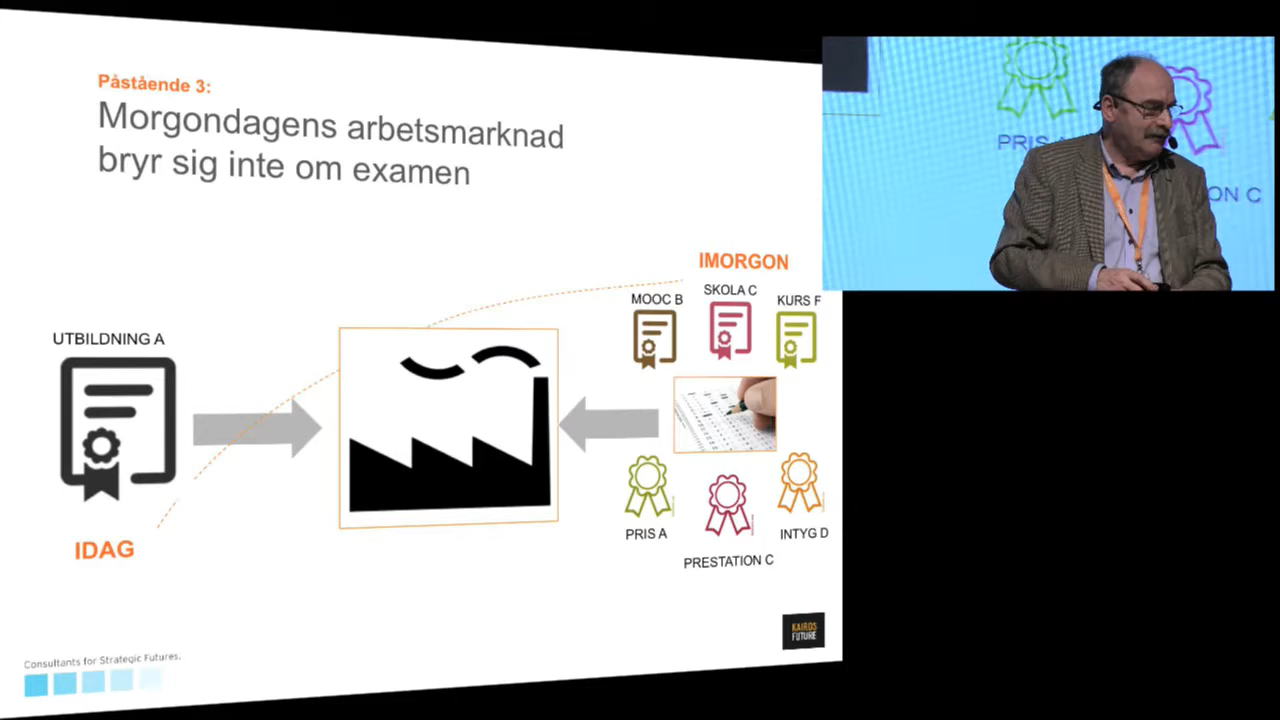 Påstående 3:
Morgondagens arbetsmarknad
bryr sig inte om examen
UTBILDNING A
IDAG
IMORGON
MOOC B
SKOLA C
KURS F
PRIS A
PRESTATION C
INTYG D
KAIROS
FUTURE
Consultants for Strategic Futures.
PRIS
ON C